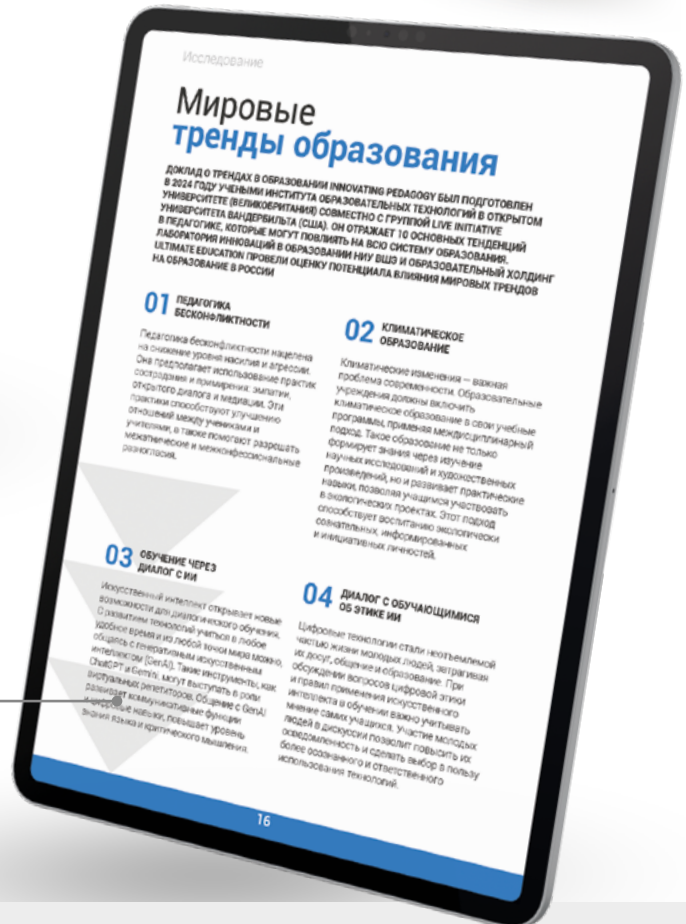 Исследование
Мировые
тренды образования
ДОКЛАД О ТРЕНДАХ В ОБРАЗОВАНИИ INNOVATING PEDAGOGY БЫЛ ПОДГОТОВЛЕН
В 2024 ГОДУ УЧЕНЫМИ ИНСТИТУТА ОБРАЗОВАТЕЛЬНЫХ ТЕХНОЛОГИЙ В ОТКРЫТОМ
УНИВЕРСИТЕТЕ (ВЕЛИКОБРИТАНИЯ) СОВМЕСТНО С ГРУППОЙ LIVE INITIATIVE
УНИВЕРСИТЕТА ВАНДЕРБИЛЬТА (США). ОН ОТРАЖАЕТ 10 ОСНОВНЫХ ТЕНДЕНЦИЙ
В ПЕДАГОГИКЕ, КОТОРЫЕ МОГУТ ПОВЛИЯТЬ НА ВСЮ СИСТЕМУ ОБРАЗОВАНИЯ.
ЛАБОРАТОРИЯ ИННОВАЦИЙ В ОБРАЗОВАНИИ НИУ ВШЭ И ОБРАЗОВАТЕЛЬНЫЙ ХОЛДИНГ
ULTIMATE EDUCATION ПРОВЕЛИ ОЦЕНКУ ПОТЕНЦИАЛА ВЛИЯНИЯ МИРОВЫХ ТРЕНДОВ
НА ОБРАЗОВАНИЕ В РОССИИ
01 ПЕДАГОГИКА
БЕСКОНФЛИКТНОСТИ
Педагогика бесконфликтности нацелена
на снижение уровня насилия и агрессии.
Она предполагает использование практик
сострадания и примирения: эмпатии,
открытого диалога и медиации. Эти
практики способствуют улучшению
отношений между учениками и
учителями, а также помогают разрешать
межэтнические и межконфессиональные
разногласия.
02 КЛИМАТИЧЕСКОЕ
ОБРАЗОВАНИЕ
Климатические изменения — важная
проблема современности. Образовательные
учреждения должны включить
климатическое образование в свои учебные
программы, применяя междисциплинарный
подход. Такое образование не только
формирует знания через изучение
научных исследований и художественных
произведений, но и развивает практические
навыки, позволяя учащимся участвовать
в экологических проектах. Этот подход
способствует воспитанию экологически
сознательных, информированных
и инициативных личностей.
03 ОБУЧЕНИЕ ЧЕРЕЗ
ДИАЛОГ С ИИ
Искусственный интеллект открывает новые
возможности для диалогического обучения.
С развитием технологий учиться в любое
удобное время и из любой точки мира можно,
общаясь с генеративным искусственным
интеллектом (GenAI). Такие инструменты, как
ChatGPT и Gemini, могут выступать в роли
виртуальных репетиторов. Общение с GenAI
развивает коммуникативные функции
и цифровые навыки, повышает уровень
знания языка и критического мышления.
04 ДИАЛОГ С ОБУЧАЮЩИМИСЯ
ОБ ЭТИКЕ ИИ
Цифровые технологии стали неотъемлемой
частью жизни молодых людей, затрагивая
их досуг, общение и образование. При
обсуждении вопросов цифровой этики
и правил применения искусственного
интеллекта в обучении важно учитывать
мнение самих учащихся. Участие молодых
людей в дискуссии позволит повысить их
осведомленность и сделать выбор в пользу
более осознанного и ответственного
использования технологий.
16